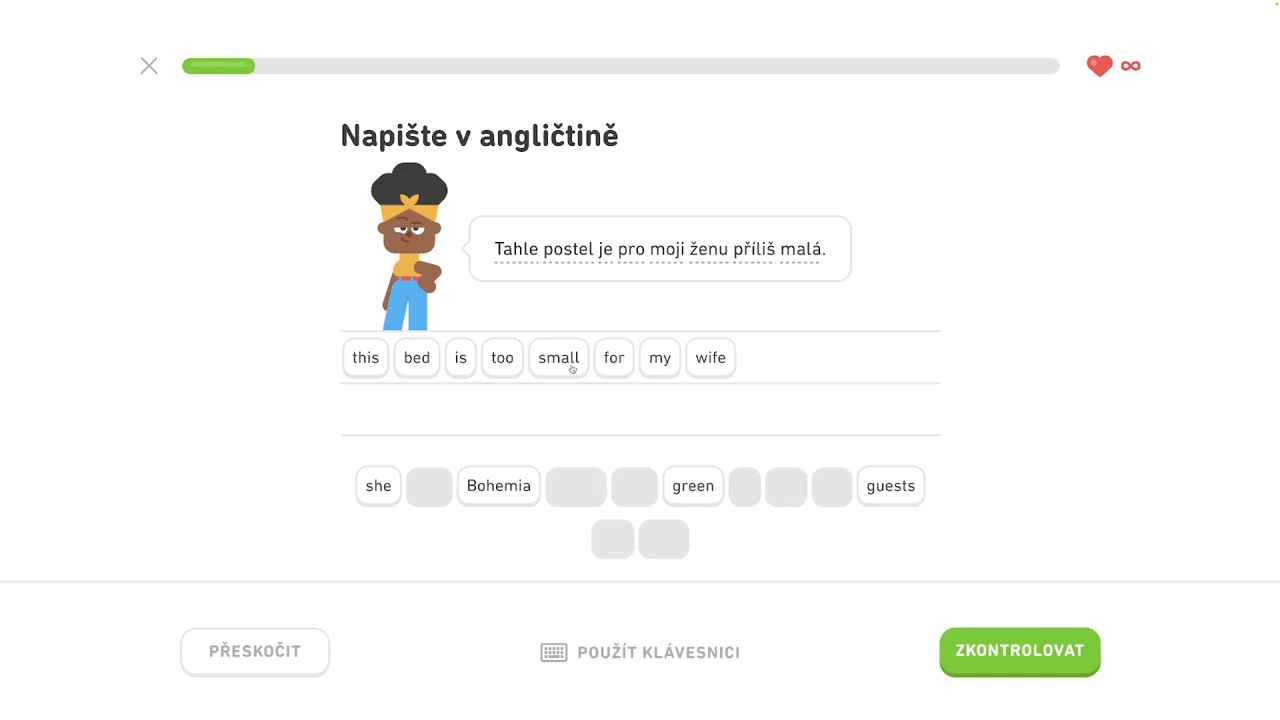 Napište v angličtině
Tahle postel je pro moji ženu příliš malá.
this bed is too small for my wife
she Bohemia green guests
PŘESKOČIT POUŽÍT KLÁVESNICI ZKONTROLOVAT